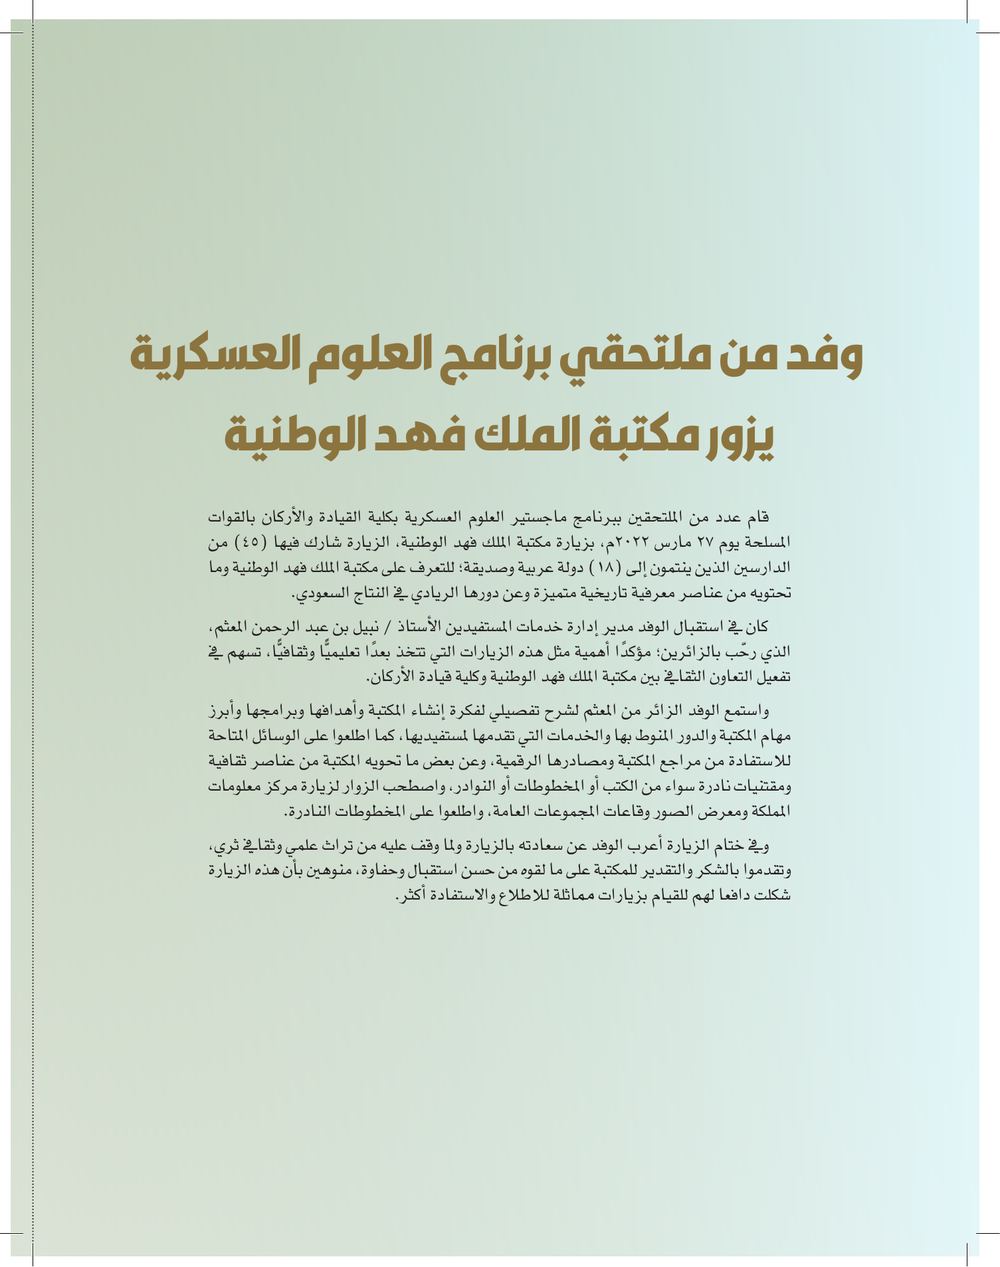 وفد من ملتحقي برنامج العلوم العسكرية
يزور مكتبة الملك فهد الوطنية
قام عدد من الملتحقين ببرنامج ماجستير العلوم العسكرية بكلية القيادة والأركان بالقوات
المسلحة يوم ٢٧ مارس ٢٠٢٢م، بزيارة مكتبة الملك فهد الوطنية، الزيارة شارك فيها (٤٥) من
الدارسين الذين ينتمون إلى (١٨) دولة عربية وصديقة؛ للتعرف على مكتبة الملك فهد الوطنية وما
تحتويه من عناصر معرفية تاريخية متميزة وعن دورها الريادي في النتاج السعودي.
كان في استقبال الوفد مدير إدارة خدمات المستفيدين الأستاذ / نبيل بن عبد الرحمن المعثم،
الذي رحّب بالزائرين؛ مؤكدًا أهمية مثل هذه الزيارات التي تتخذ بعدًا تعليميًّا وثقافيًّا، تسهم في
تفعيل التعاون الثقافي بين مكتبة الملك فهد الوطنية وكلية قيادة الأركان.
واستمع الوفد الزائر من المعثم لشرح تفصيلي لفكرة إنشاء المكتبة وأهدافها وبرامجها وأبرز
مهام المكتبة والدور المنوط بها والخدمات التي تقدمها لمستفيديها، كما اطلعوا على الوسائل المتاحة
للاستفادة من مراجع المكتبة ومصادرها الرقمية، وعن بعض ما تحويه المكتبة من عناصر ثقافية
ومقتنيات نادرة سواء من الكتب أو المخطوطات أو النوادر، واصطحب الزوار لزيارة مركز معلومات
المملكة ومعرض الصور وقاعات المجموعات العامة، واطلعوا على المخطوطات النادرة.
وفي ختام الزيارة أعرب الوفد عن سعادته بالزيارة ولما وقف عليه من تراث علمي وثقافي ثري،
وتقدموا بالشكر والتقدير للمكتبة على ما لقوه من حسن استقبال وحفاوة، منوهين بأن هذه الزيارة
شكلت دافعا لهم للقيام بزيارات مماثلة للاطلاع والاستفادة أكثر.